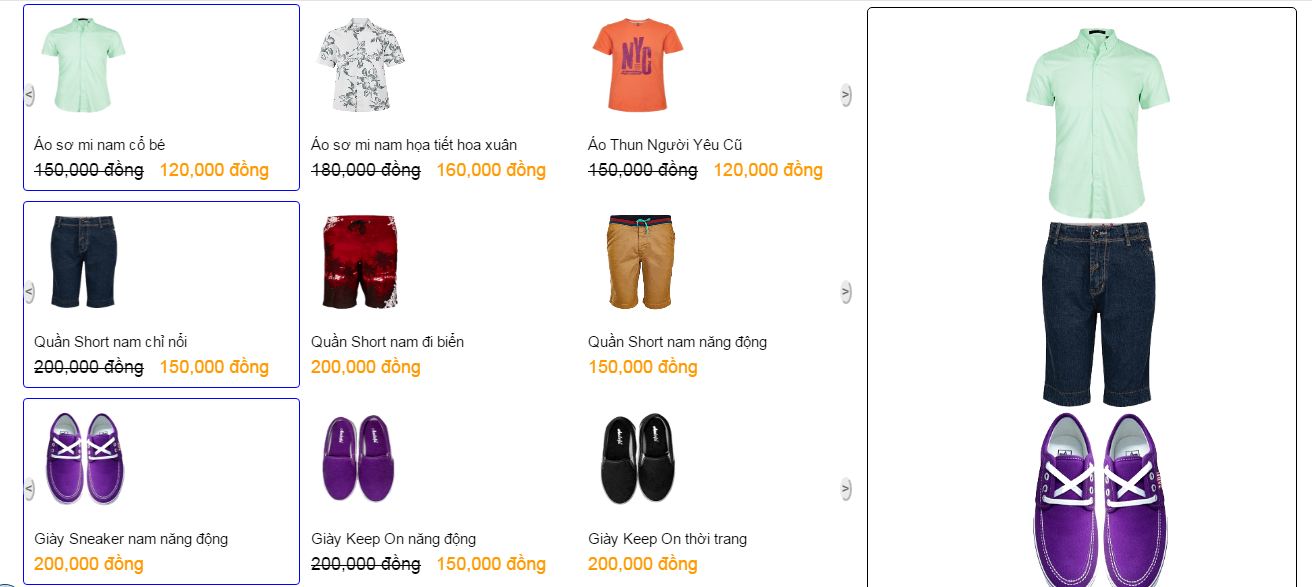 Áo sơ mi nam cổ bé
150,000 đồng 120,000 đồng
Áo sơ mi nam họa tiết hoa xuân
180,000 đồng 160,000 đồng
NYC
Áo Thun Người Yêu Cũ
150,000 đồng 120,000 đồng
<
>
Quần Short nam chỉ nổi
200,000 đồng 150,000 đồng
Quần Short nam đi biển
200,000 đồng
Quần Short nam năng động
150,000 đồng
<
>
Giày Sneaker nam năng động
200,000 đồng
Giày Keep On năng động
200,000 đồng 150,000 đồng
Giày Keep On thời trang
200,000 đồng
<
>